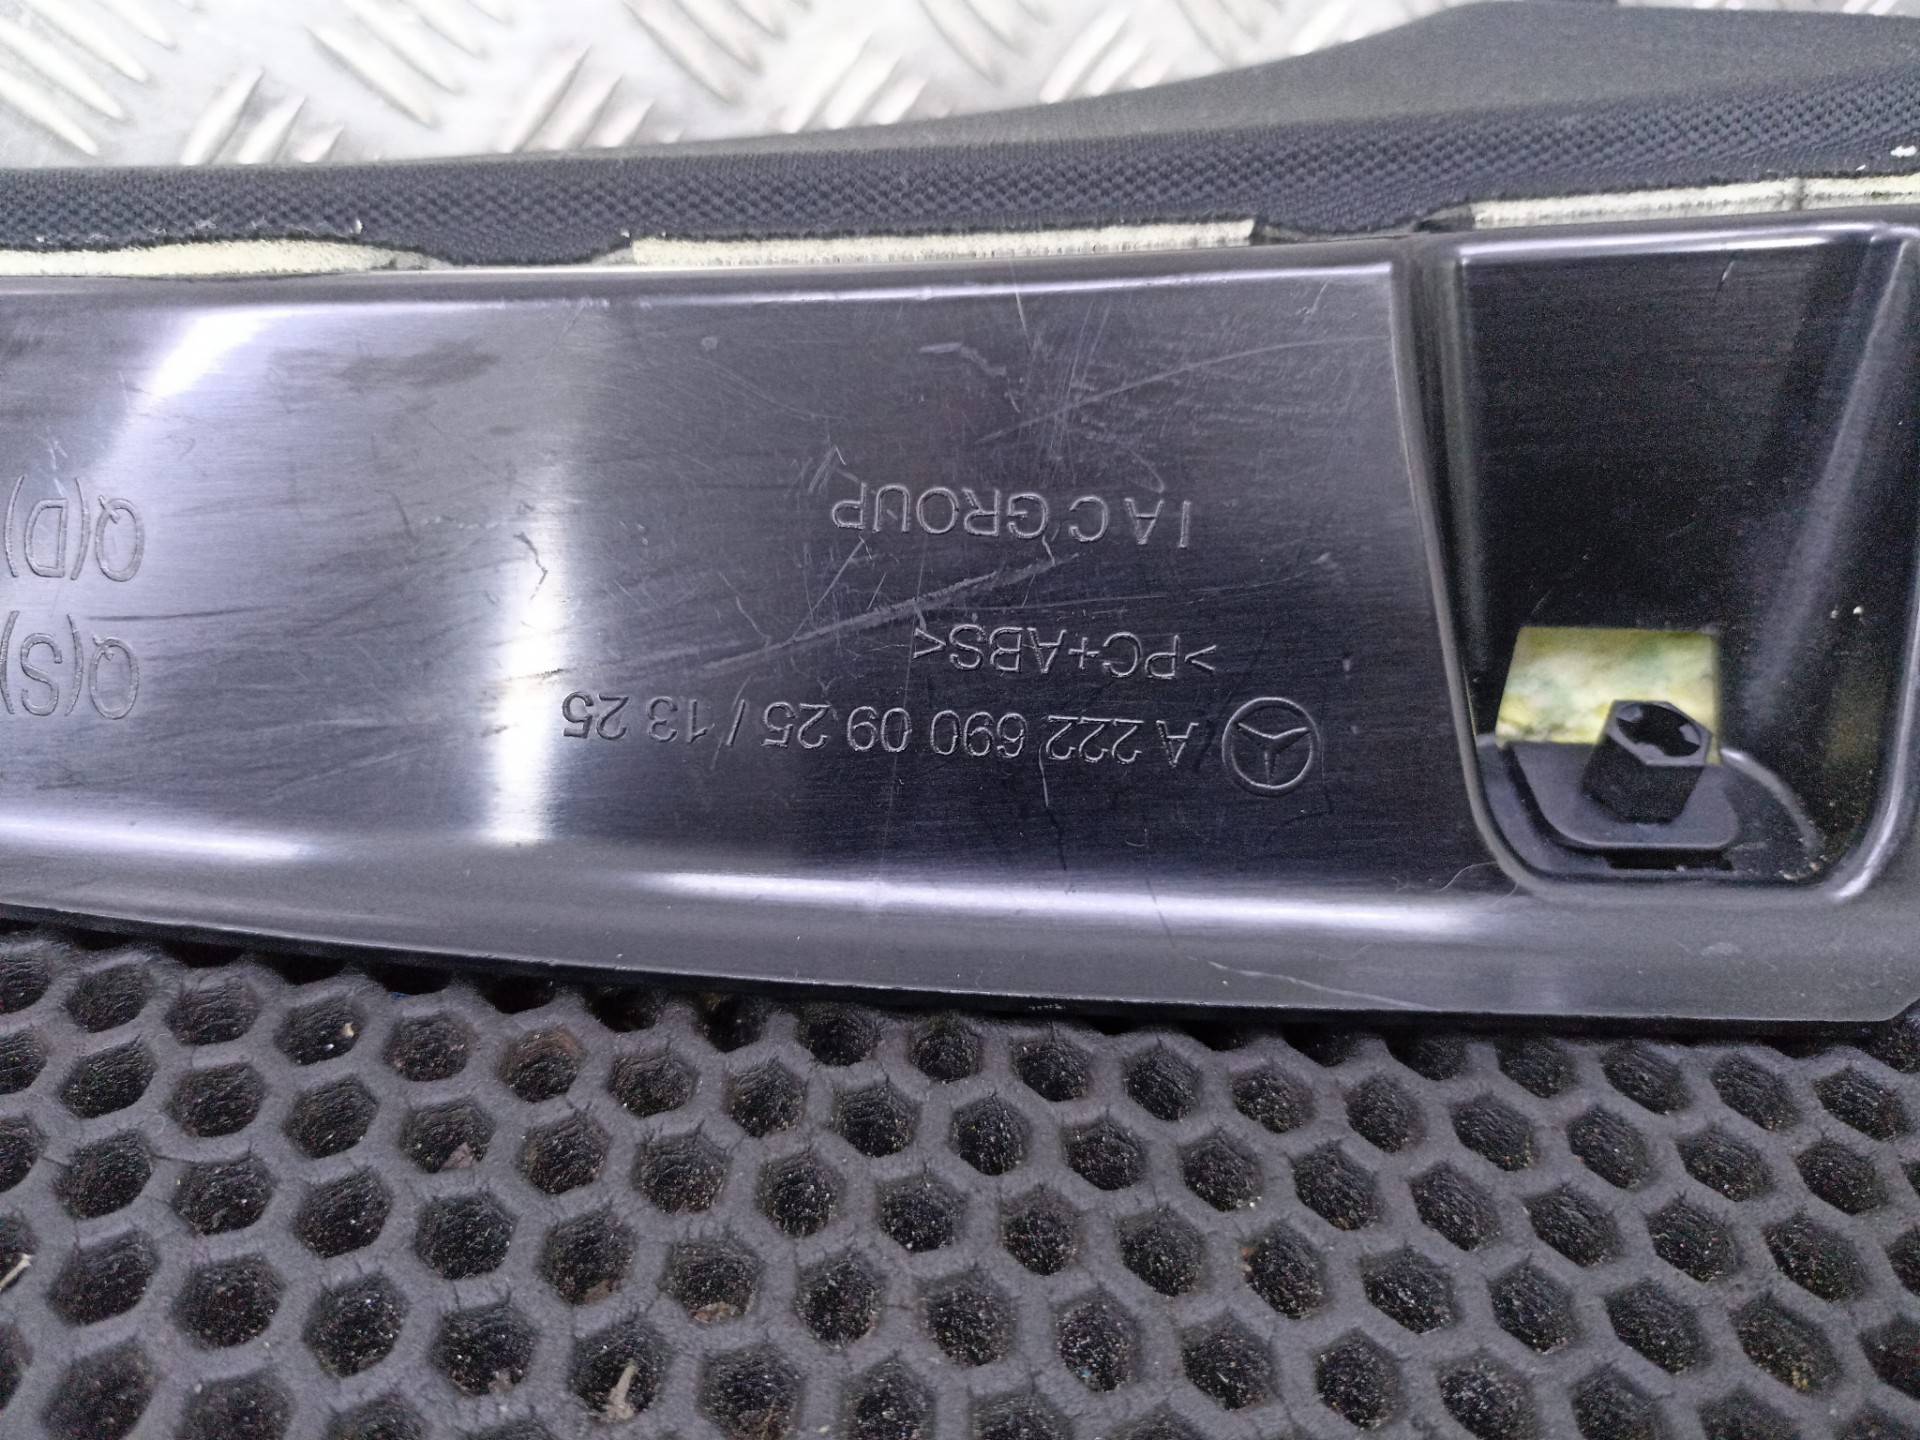 A 222 690 09 25 / 13 25
>PC+ABS<
IAC GROUP
Q(S)
Q(D)